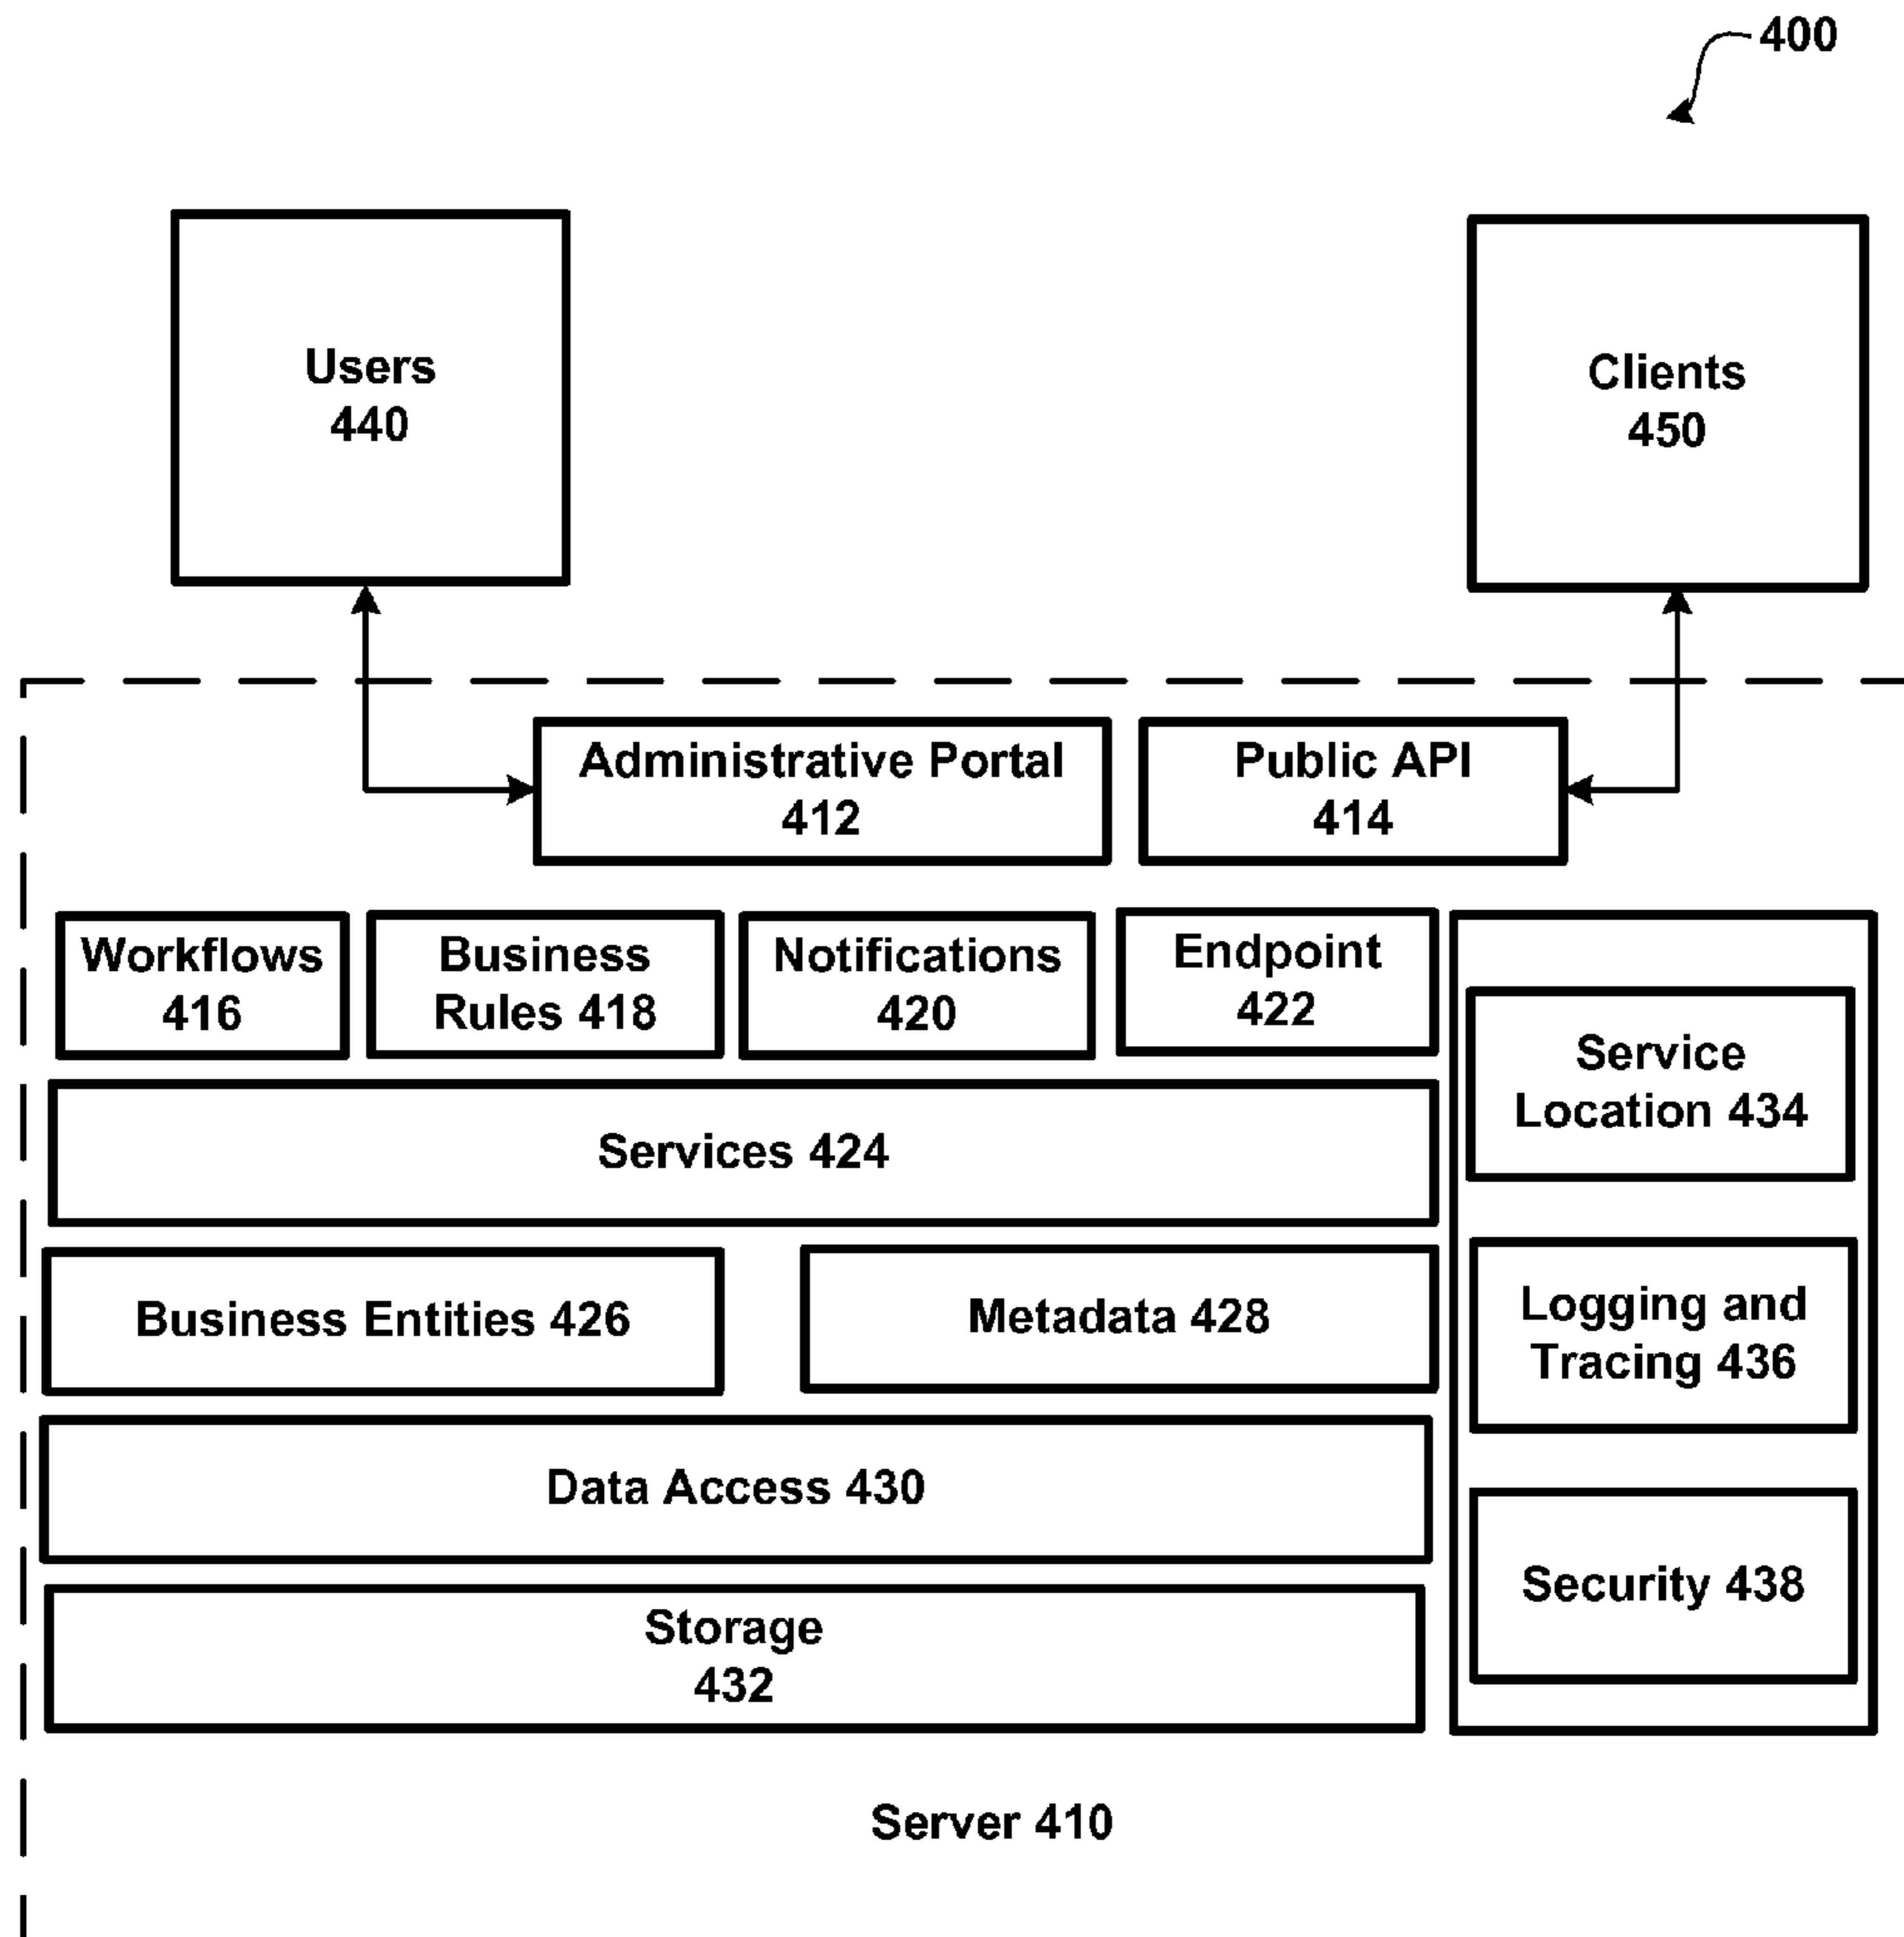 400
Users
440
Clients
450
Administrative Portal
412
Public API
414
Workflows
416
Business
Rules 418
Notifications
420
Endpoint
422
Service
Location 434
Services 424
Business Entities 426
Metadata 428
Logging and
Tracing 436
Data Access 430
Security 438
Storage
432
Server 410